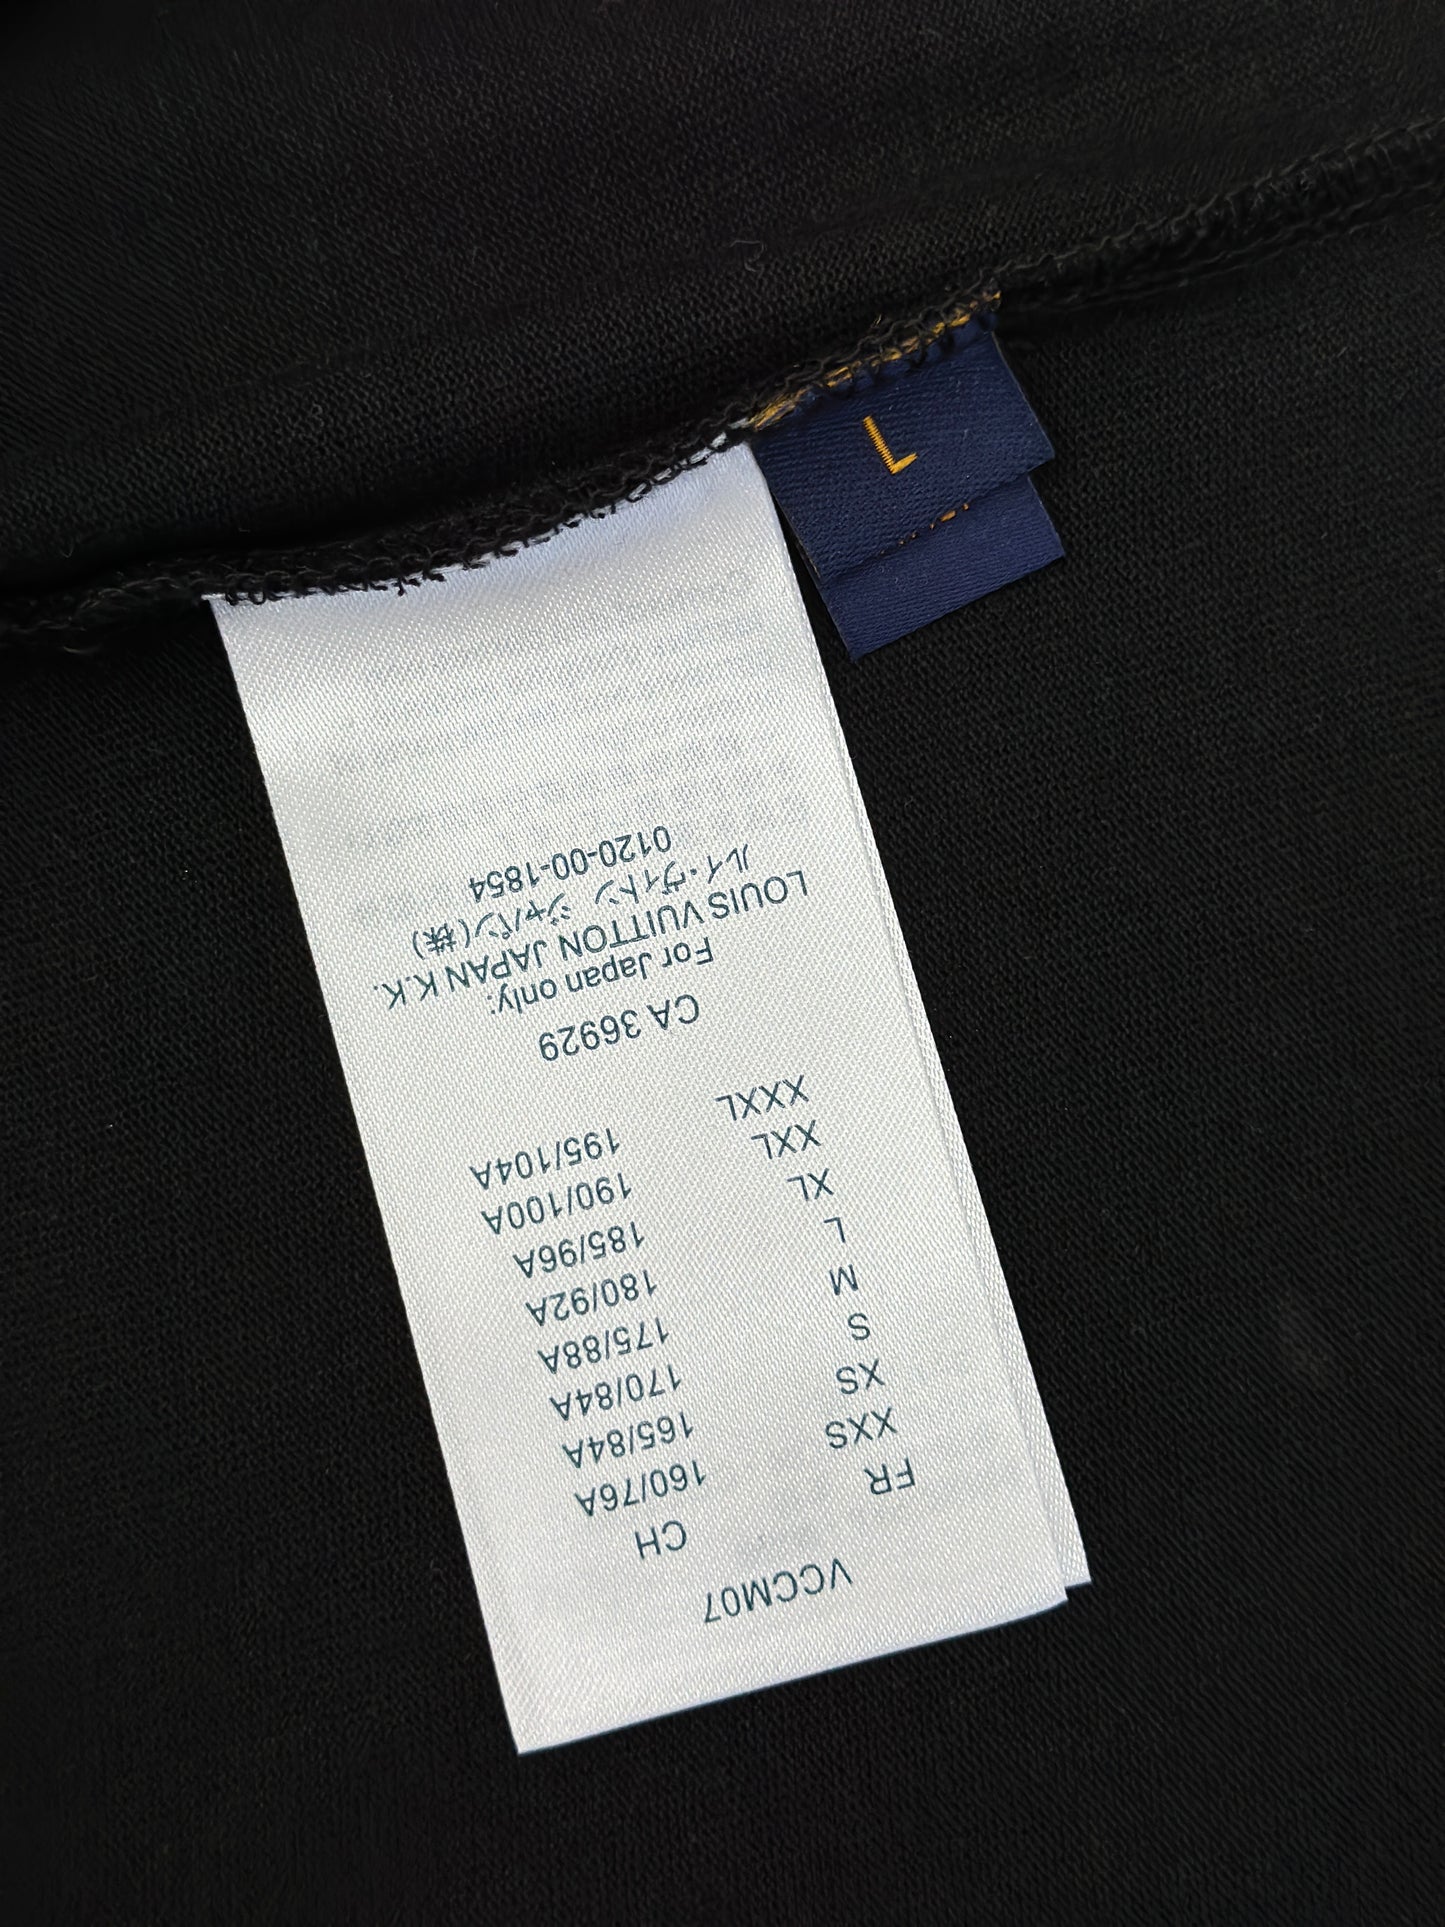 L
VCCM07
FR CH
XXS 160/76A
XS 165/84A
S 170/84A
M 175/88A
L 180/92A
XL 185/96A
XXL 190/100A
XXXL 195/104A
CA 36929
For Japan only:
LOUIS VUITTON JAPAN K.K.
ルイ・ヴィトン ジャパン(株)
0120-00-1854